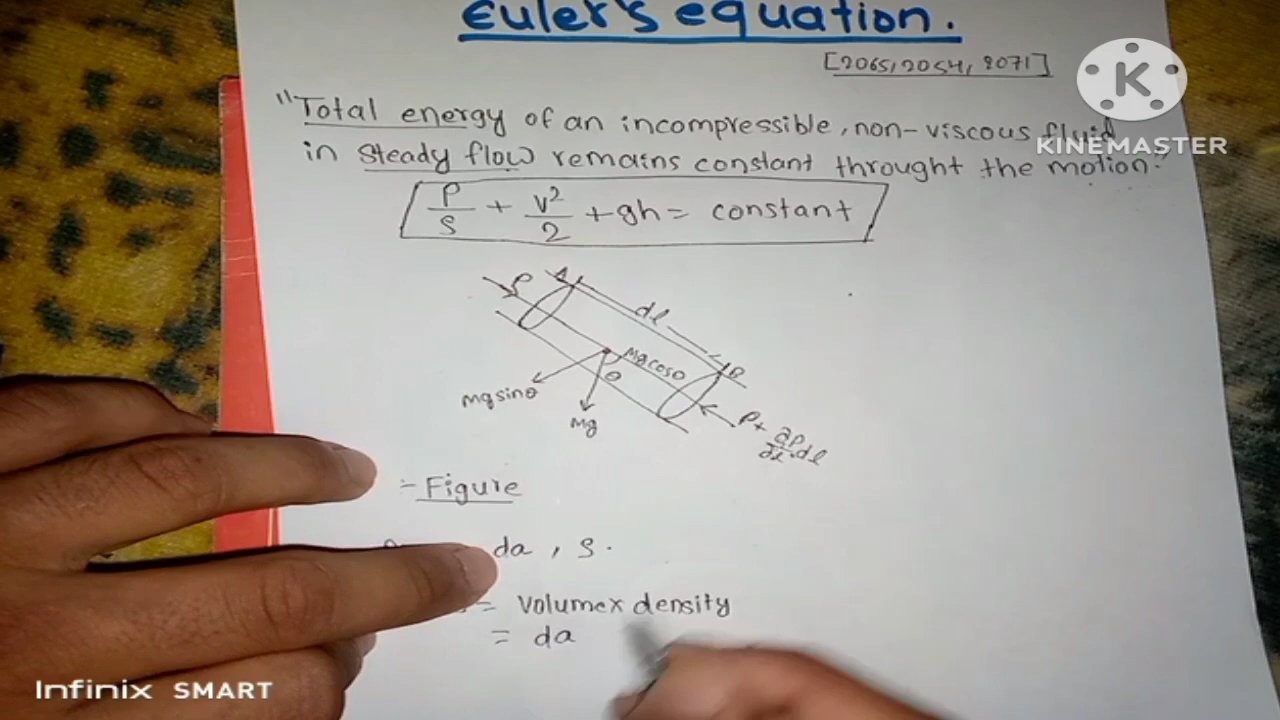 Euler's equation.
[2065, 2054, 2071]
"Total energy of an incompressible, non-viscous fluid
in steady flow remains constant throught the motion."
P/ρ + v²/2 + gh = constant
P A
dl
B
Mgcosθ
θ
Mgsinθ
Mg
P + ∂P/∂l · dl
:- Figure
da , ρ.
= Volume x density
= da
K
KINEMASTER
Infinix SMART